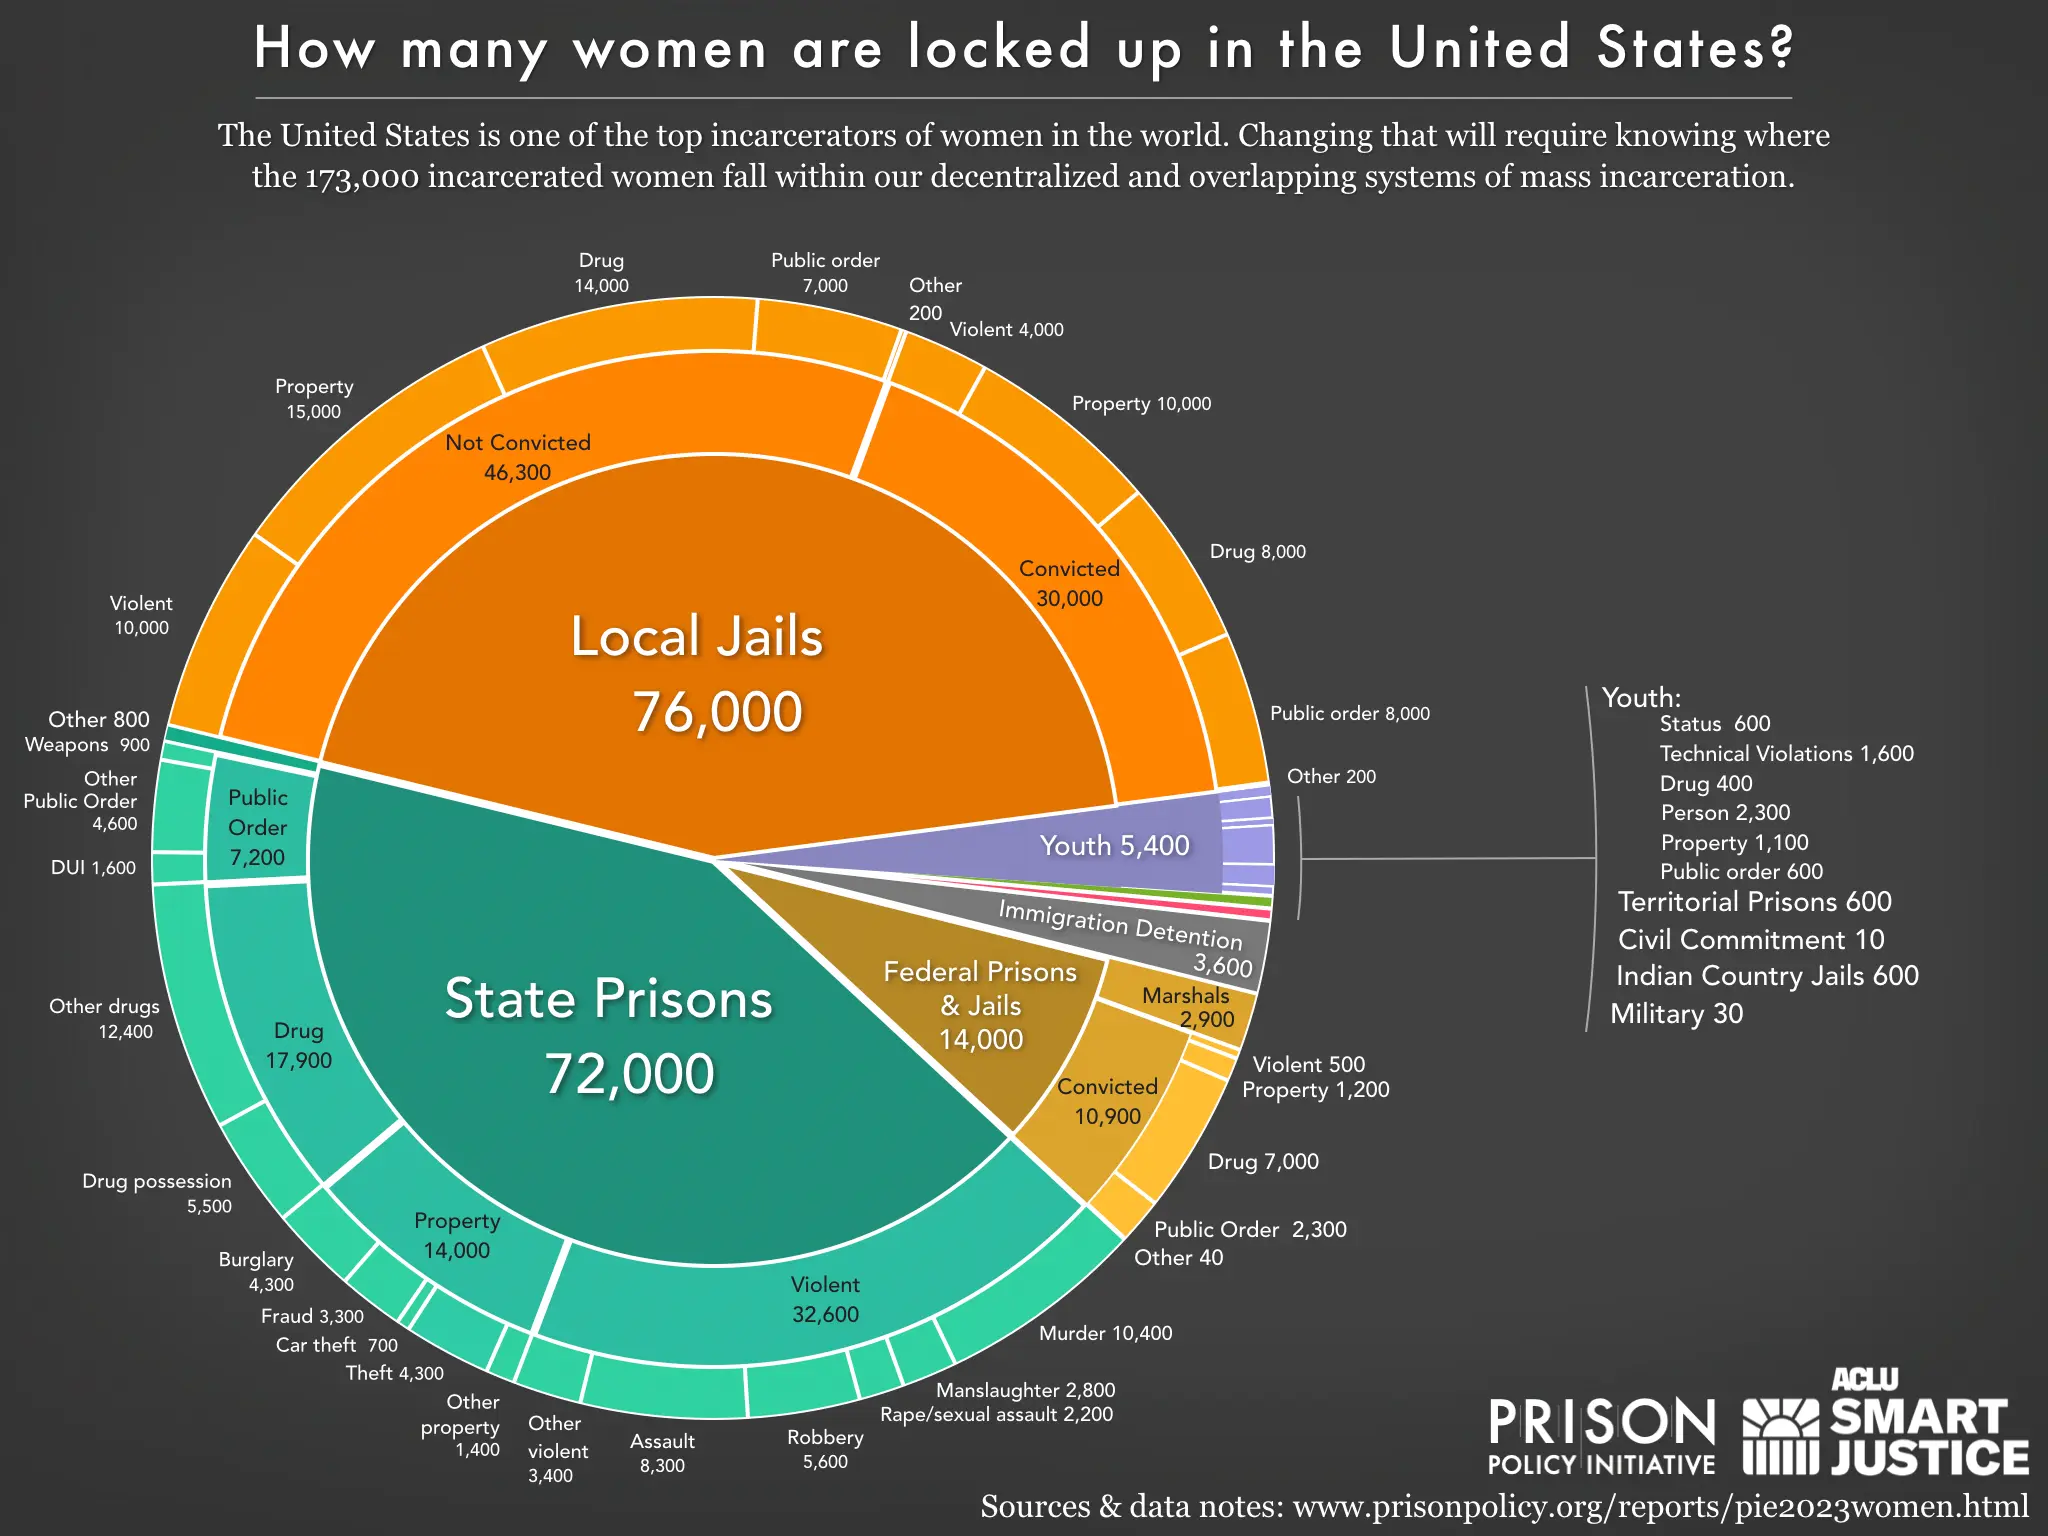 How many women are locked up in the United States?
The United States is one of the top incarcerators of women in the world. Changing that will require knowing where
the 173,000 incarcerated women fall within our decentralized and overlapping systems of mass incarceration.
Drug
14,000
Public order
7,000
Other
200
Violent 4,000
Property
15,000
Property 10,000
Not Convicted
46,300
Drug 8,000
Convicted
30,000
Violent
10,000
Local Jails
76,000
Public order 8,000
Other 200
Other 800
Weapons 900
Other
Public Order
4,600
DUI 1,600
Public
Order
7,200
Youth 5,400
Youth:
Status 600
Technical Violations 1,600
Drug 400
Person 2,300
Property 1,100
Public order 600
Territorial Prisons 600
Civil Commitment 10
Indian Country Jails 600
Military 30
Immigration Detention
3,600
Federal Prisons
& Jails
14,000
Marshals
2,900
Convicted
10,900
Violent 500
Property 1,200
Drug 7,000
Public Order 2,300
Other 40
State Prisons
72,000
Other drugs
12,400
Drug
17,900
Drug possession
5,500
Property
14,000
Burglary
4,300
Fraud 3,300
Car theft 700
Theft 4,300
Other
property
1,400
Violent
32,600
Other
violent
3,400
Assault
8,300
Robbery
5,600
Rape/sexual assault 2,200
Manslaughter 2,800
Murder 10,400
PRISON
POLICY INITIATIVE
ACLU
SMART
JUSTICE
Sources & data notes: www.prisonpolicy.org/reports/pie2023women.html